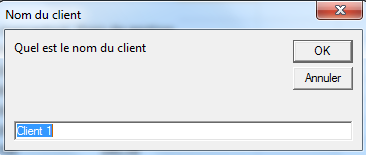 Nom du client
Quel est le nom du client
OK
Annuler
Client 1